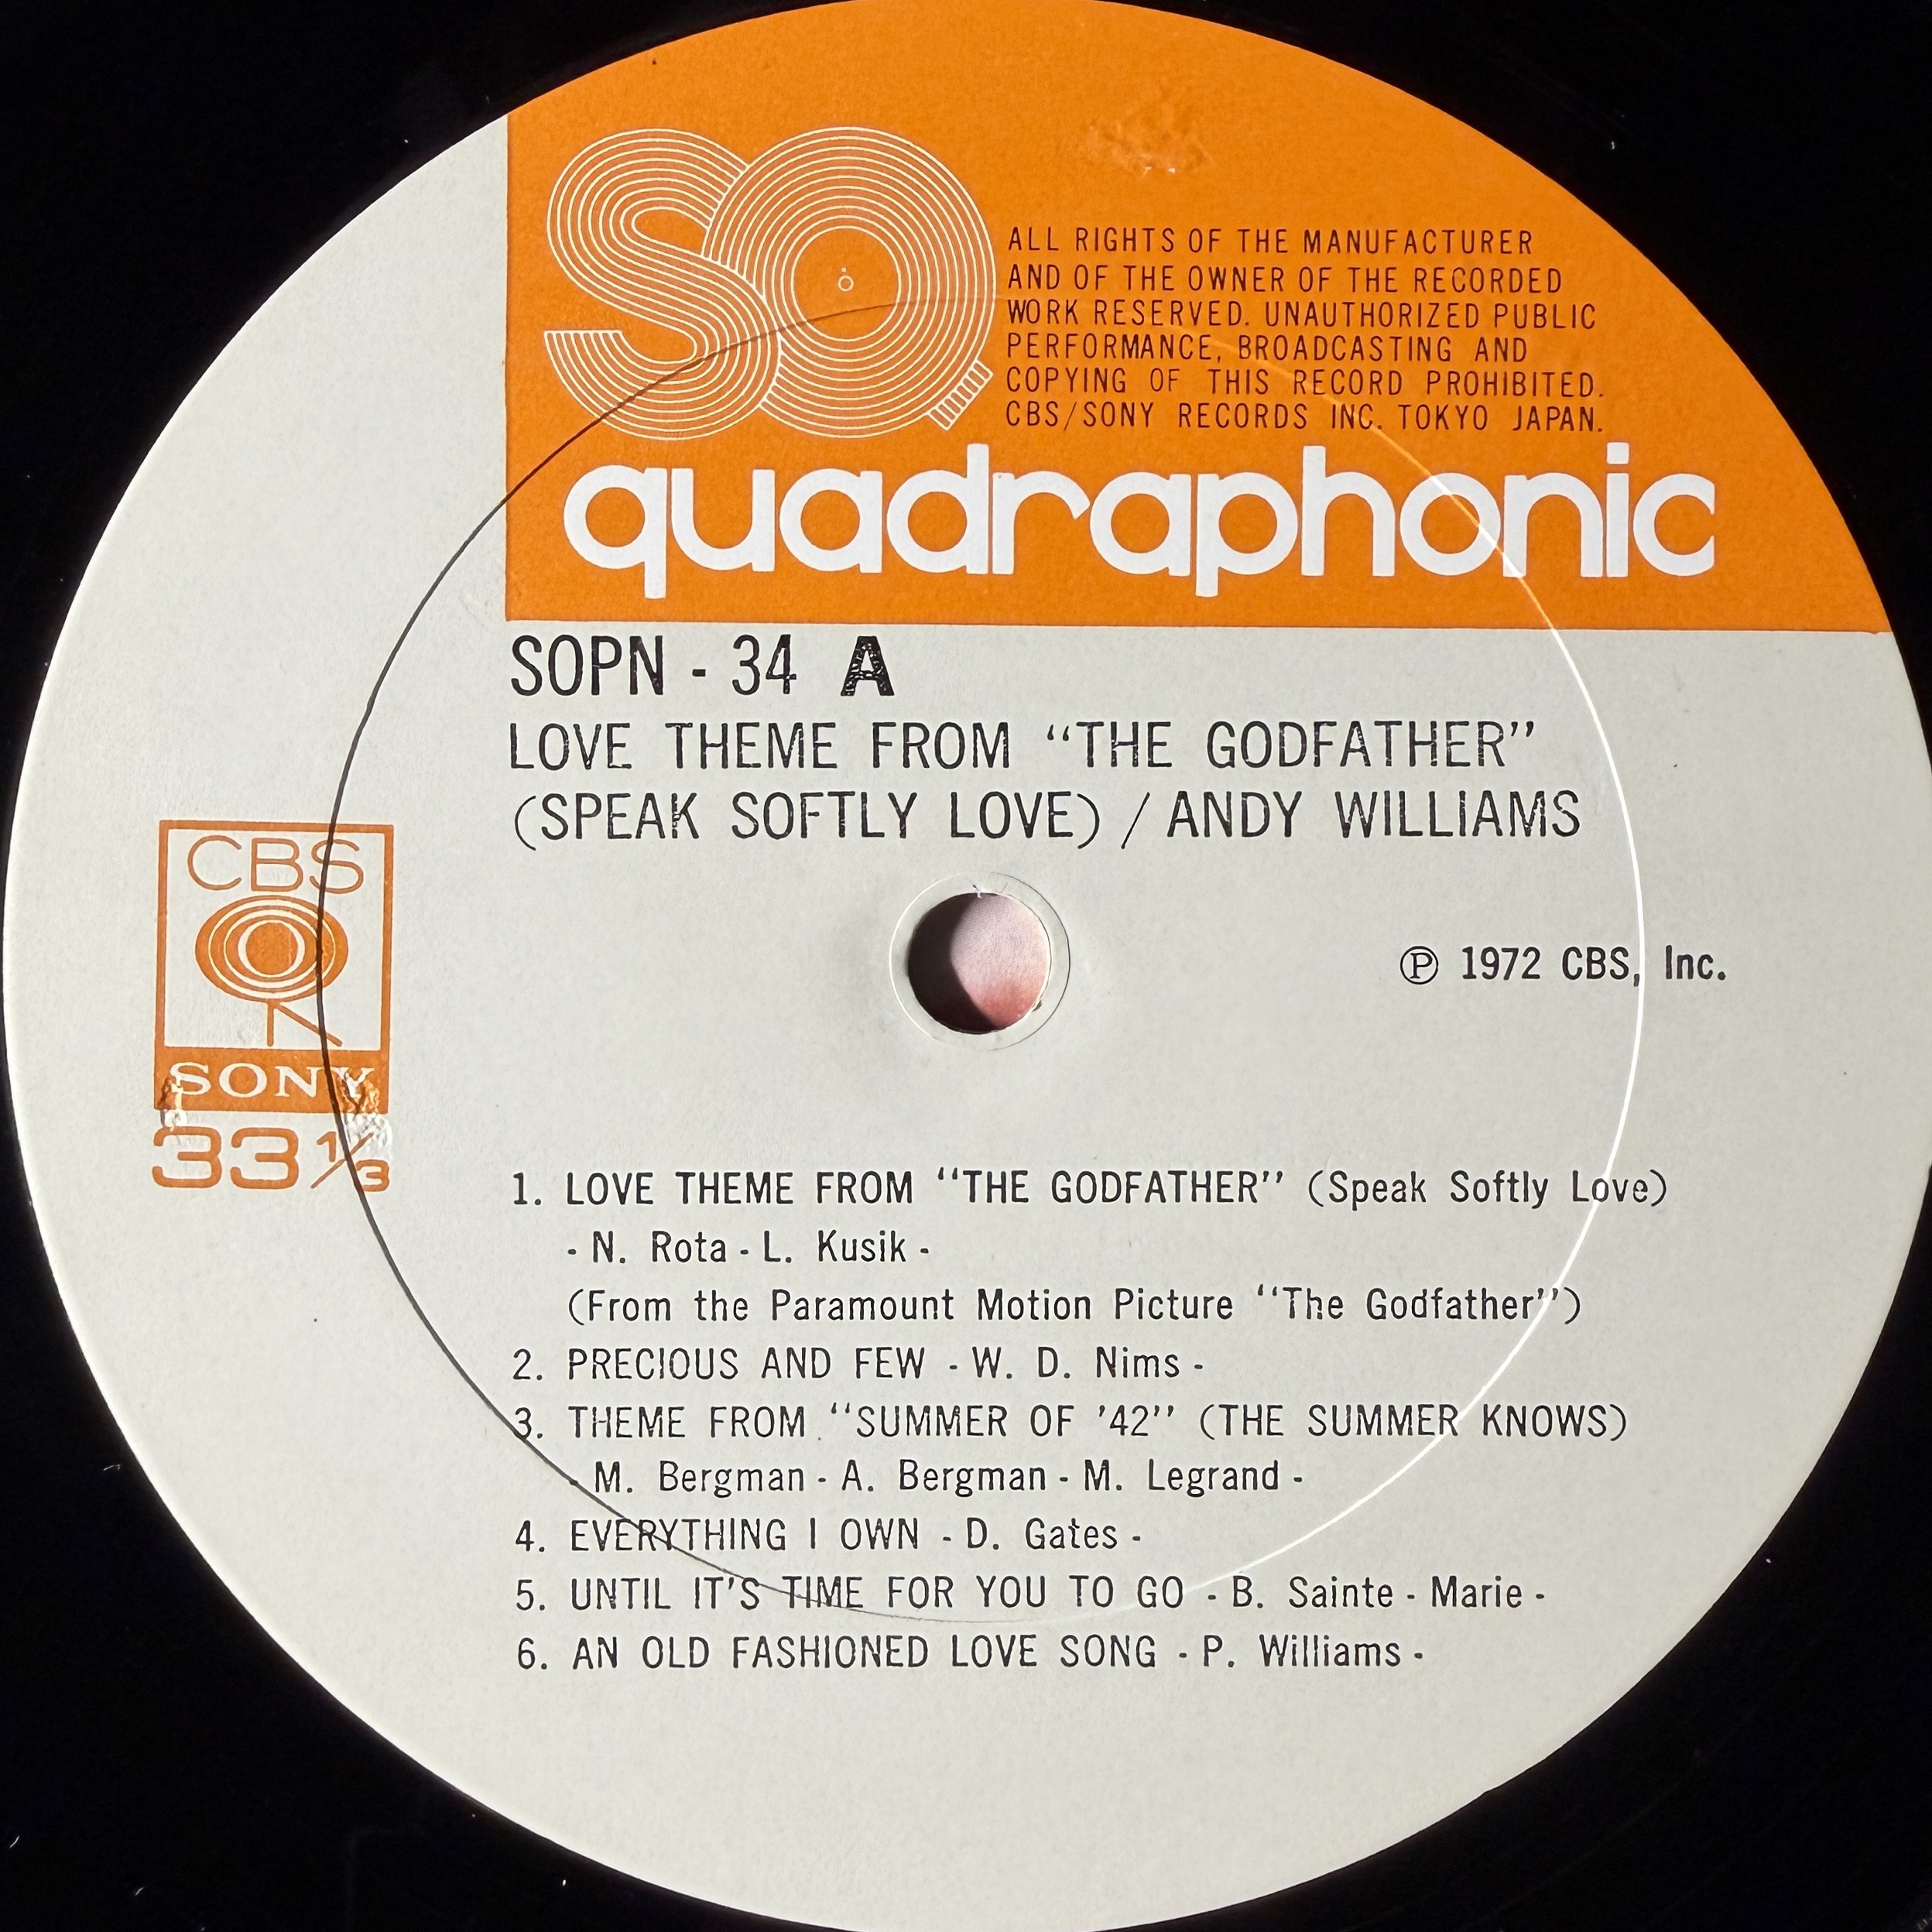 SQ
ALL RIGHTS OF THE MANUFACTURER
AND OF THE OWNER OF THE RECORDED
WORK RESERVED. UNAUTHORIZED PUBLIC
PERFORMANCE, BROADCASTING AND
COPYING OF THIS RECORD PROHIBITED.
CBS/SONY RECORDS INC. TOKYO JAPAN.
quadraphonic
SOPN - 34 A
LOVE THEME FROM “THE GODFATHER”
(SPEAK SOFTLY LOVE) / ANDY WILLIAMS
CBS
SONY
33 1/3
Ⓟ 1972 CBS, Inc.
1. LOVE THEME FROM “THE GODFATHER” (Speak Softly Love)
- N. Rota - L. Kusik -
(From the Paramount Motion Picture “The Godfather”)
2. PRECIOUS AND FEW - W. D. Nims -
3. THEME FROM “SUMMER OF ’42” (THE SUMMER KNOWS)
- M. Bergman - A. Bergman - M. Legrand -
4. EVERYTHING I OWN - D. Gates -
5. UNTIL IT’S TIME FOR YOU TO GO - B. Sainte - Marie -
6. AN OLD FASHIONED LOVE SONG - P. Williams -